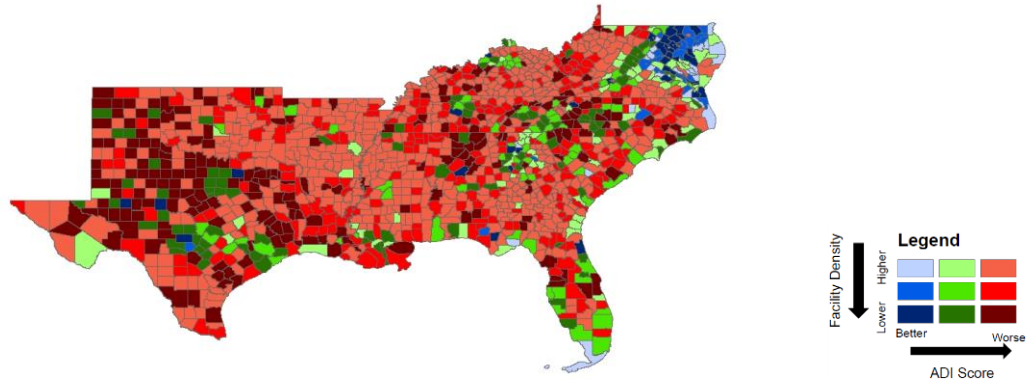 Legend
Facility Density
Higher
Lower
Better
Worse
ADI Score